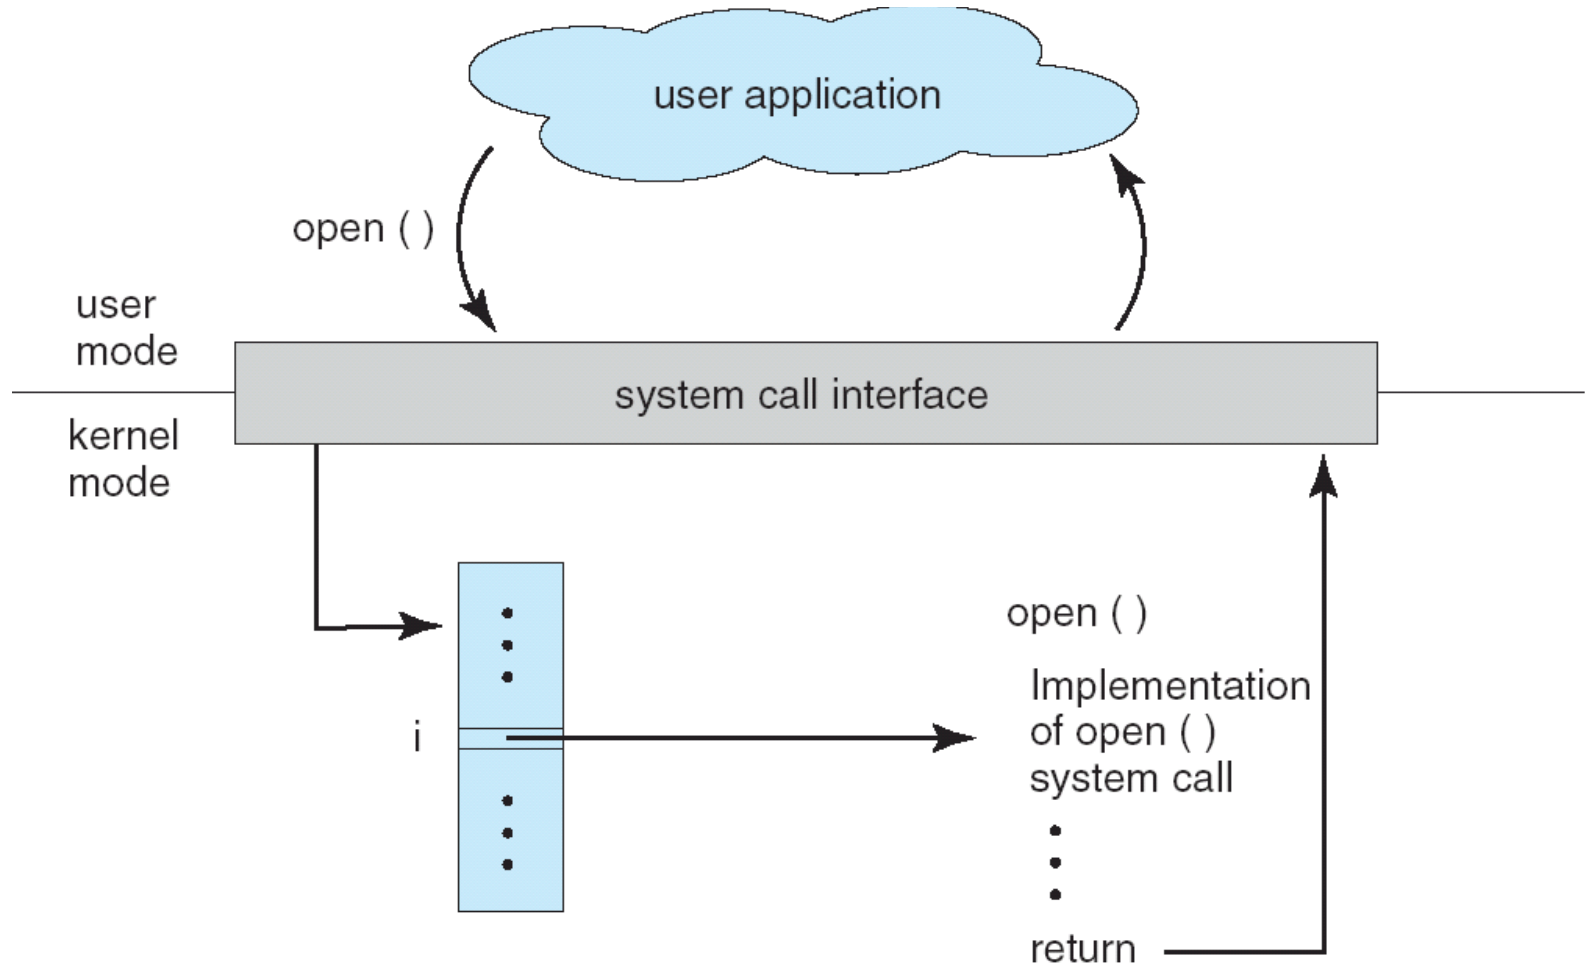 user application
open ( )
user
mode
system call interface
kernel
mode
open ( )
Implementation
of open ( )
system call
i
return